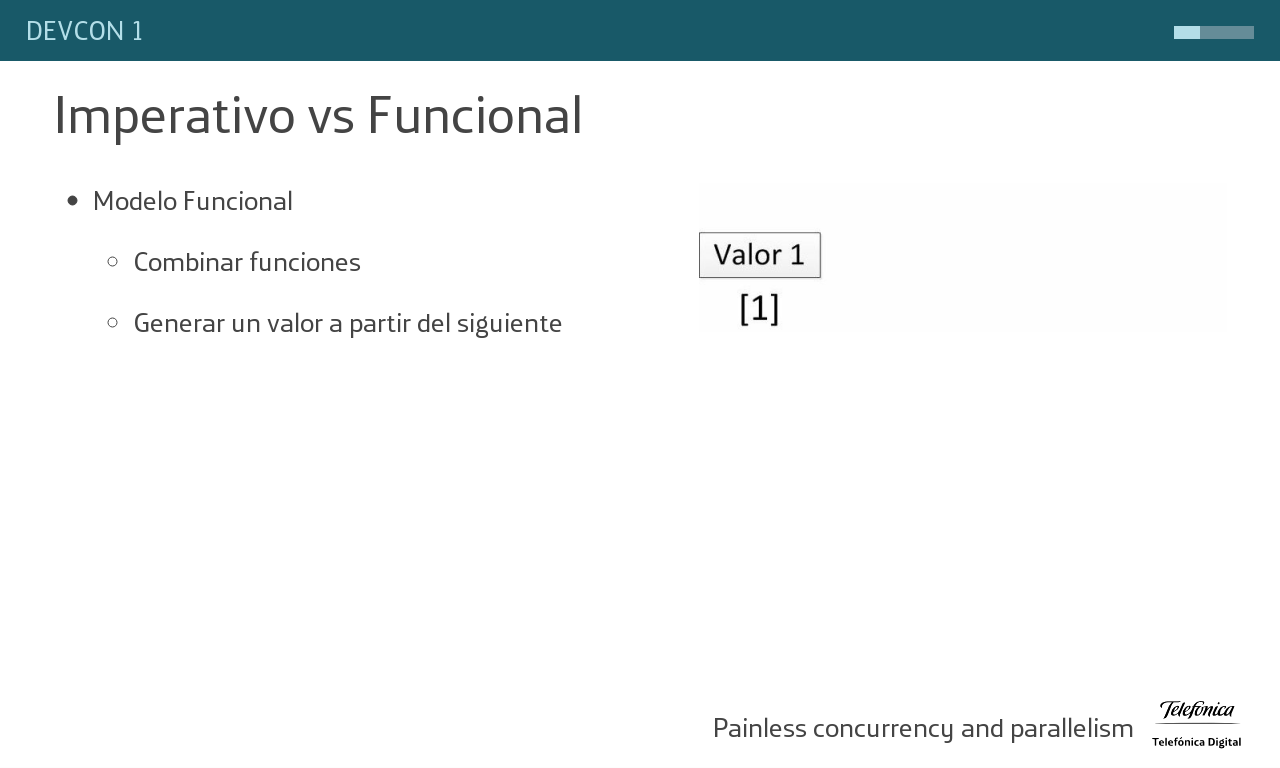 DEVCON 1
Imperativo vs Funcional
Modelo Funcional
Combinar funciones
Generar un valor a partir del siguiente
Valor 1
[1]
Painless concurrency and parallelism
Telefónica
Telefónica Digital